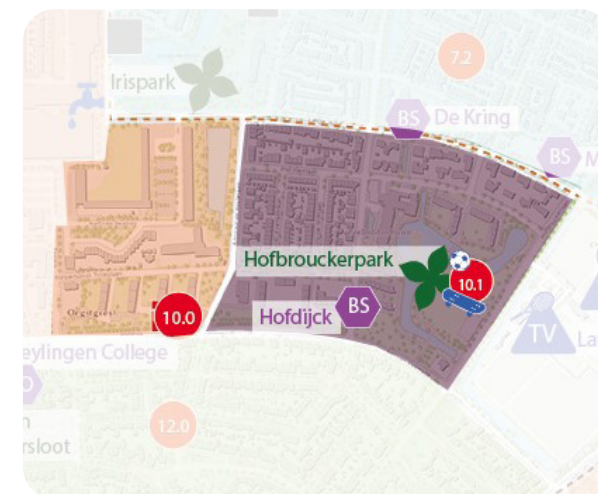 7.2
Irispark
BS De Kring
BS M
Hofbrouckerpark
10.1
Hofdijck BS
10.0
TV
La
eylingen College
O
n
rsloot
12.0